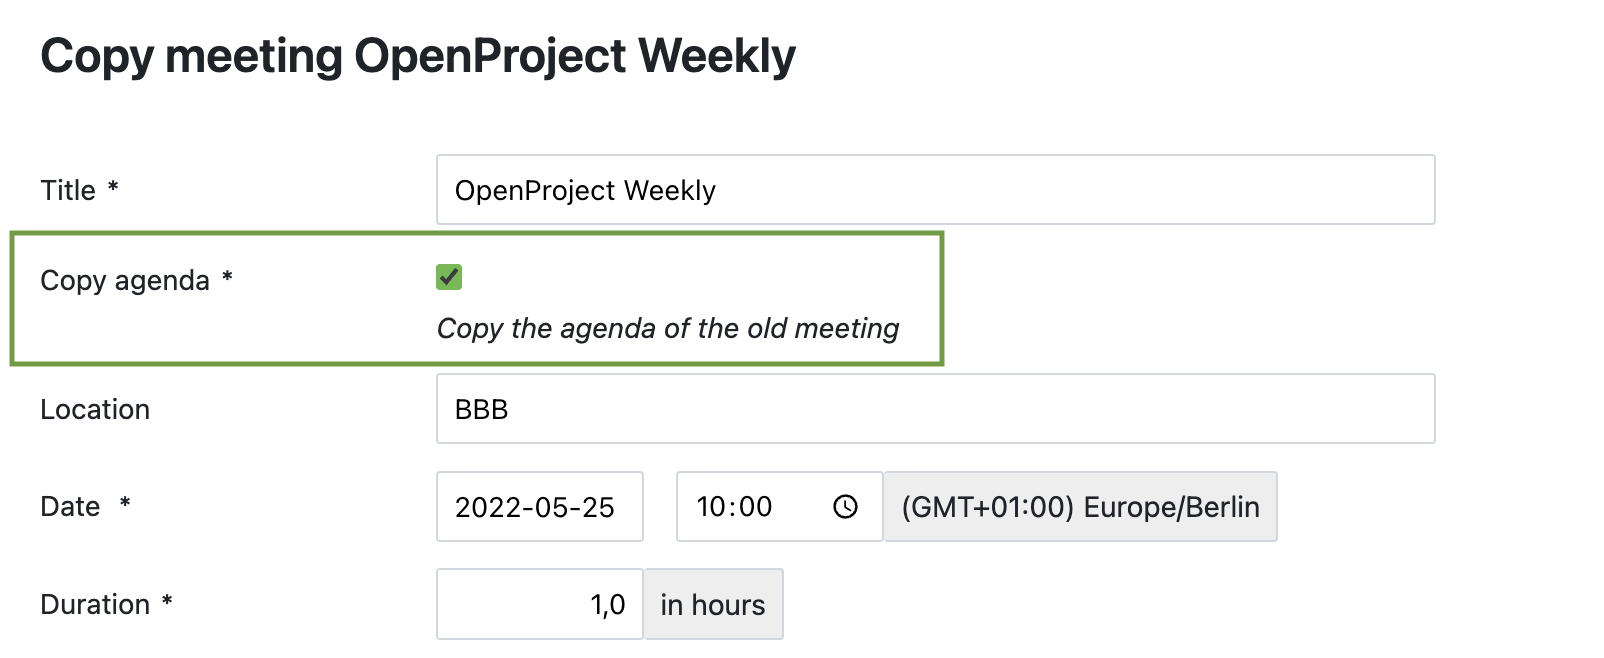 Copy meeting OpenProject Weekly
Title *
OpenProject Weekly
Copy agenda *
Copy the agenda of the old meeting
Location
BBB
Date *
2022-05-25
10:00
(GMT+01:00) Europe/Berlin
Duration *
1,0
in hours